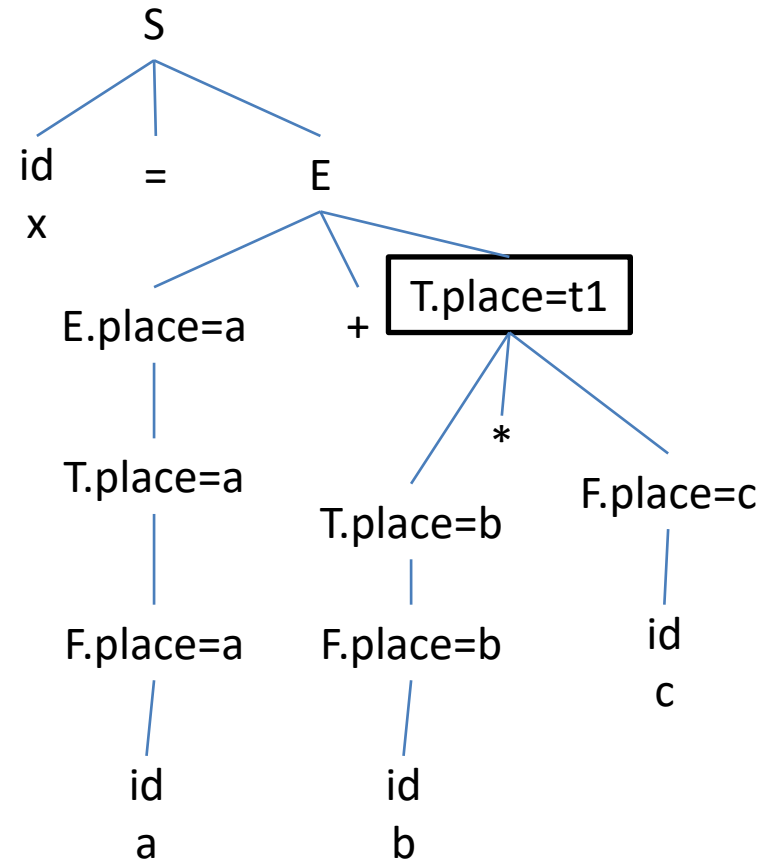 S
id = E
x
E.place=a + T.place=t1
*
T.place=a T.place=b F.place=c
F.place=a F.place=b id
c
id id
a b